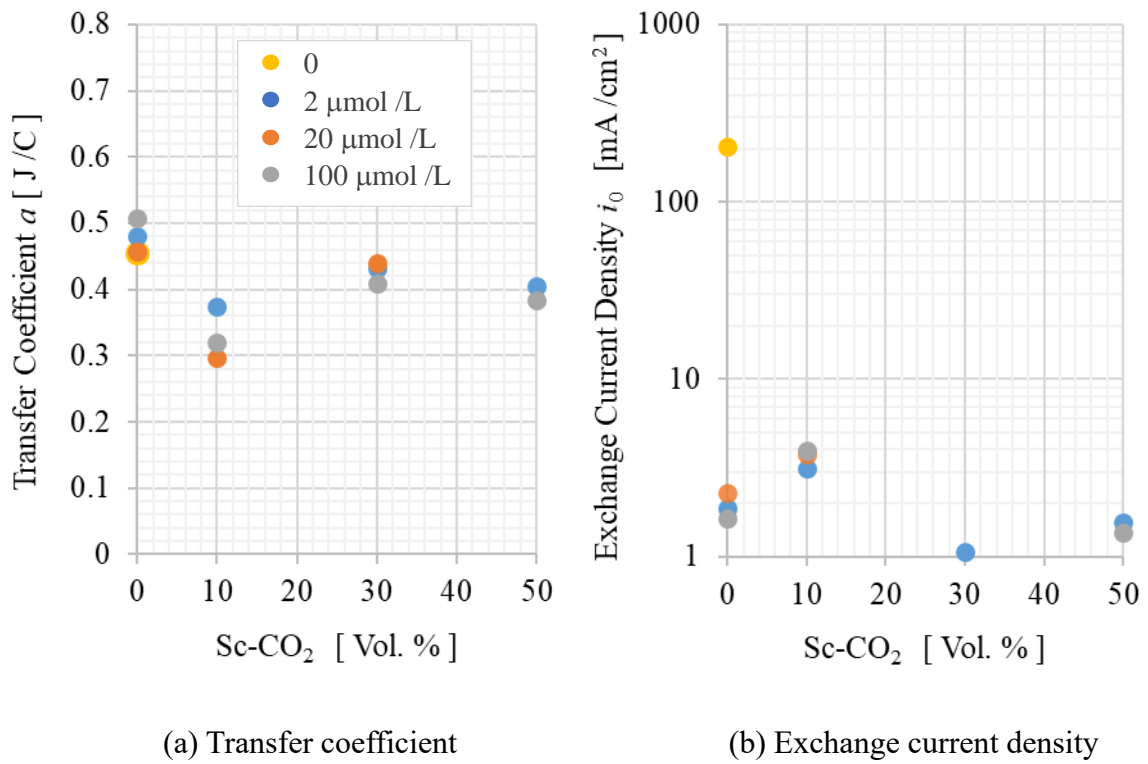 Transfer Coefficient a [ J /C ]
0.8
0.7
0.6
0.5
0.4
0.3
0.2
0.1
0
0
2 μmol /L
20 μmol /L
100 μmol /L
0 10 20 30 40 50
Sc-CO₂ [ Vol. % ]
(a) Transfer coefficient
Exchange Current Density i₀ [mA /cm²]
1000
100
10
1
0 10 20 30 40 50
Sc-CO₂ [ Vol. % ]
(b) Exchange current density